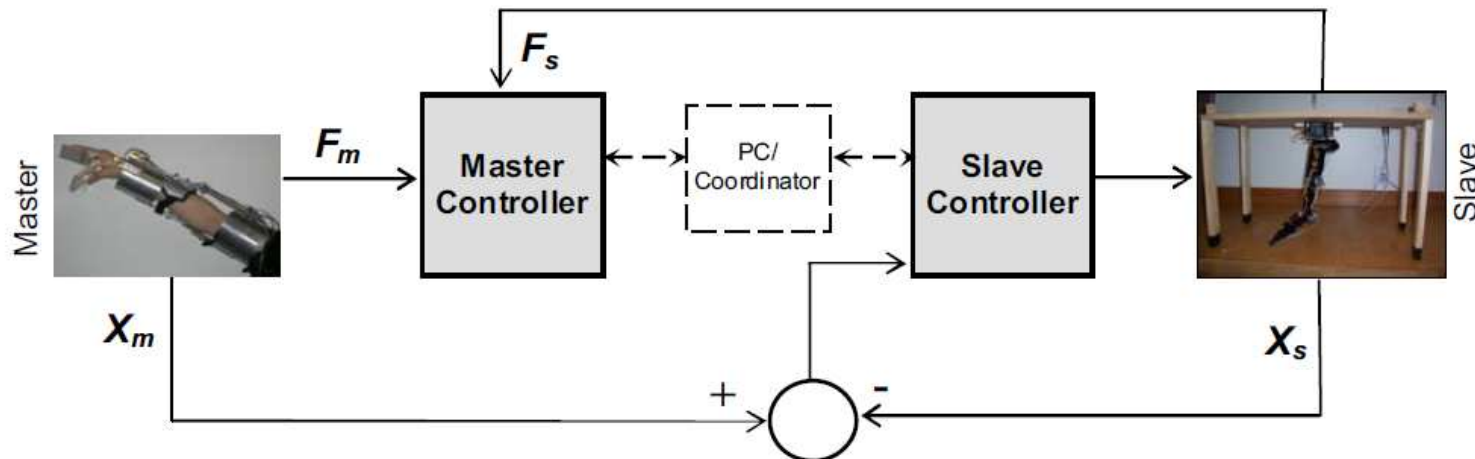 F_s
F_m
Master
Controller
PC/
Coordinator
Slave
Controller
Master
Slave
X_m
X_s
+
-